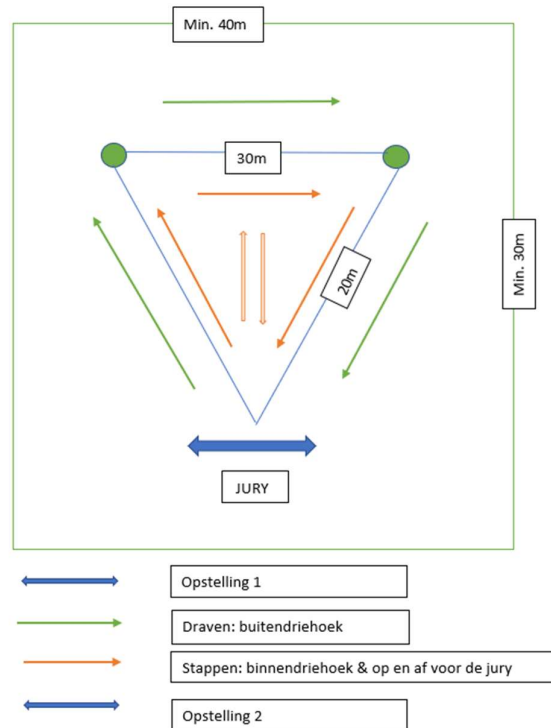 Min. 40m
30m
20m
Min. 30m
JURY
Opstelling 1
Draven: buitendriehoek
Stappen: binnendriehoek & op en af voor de jury
Opstelling 2